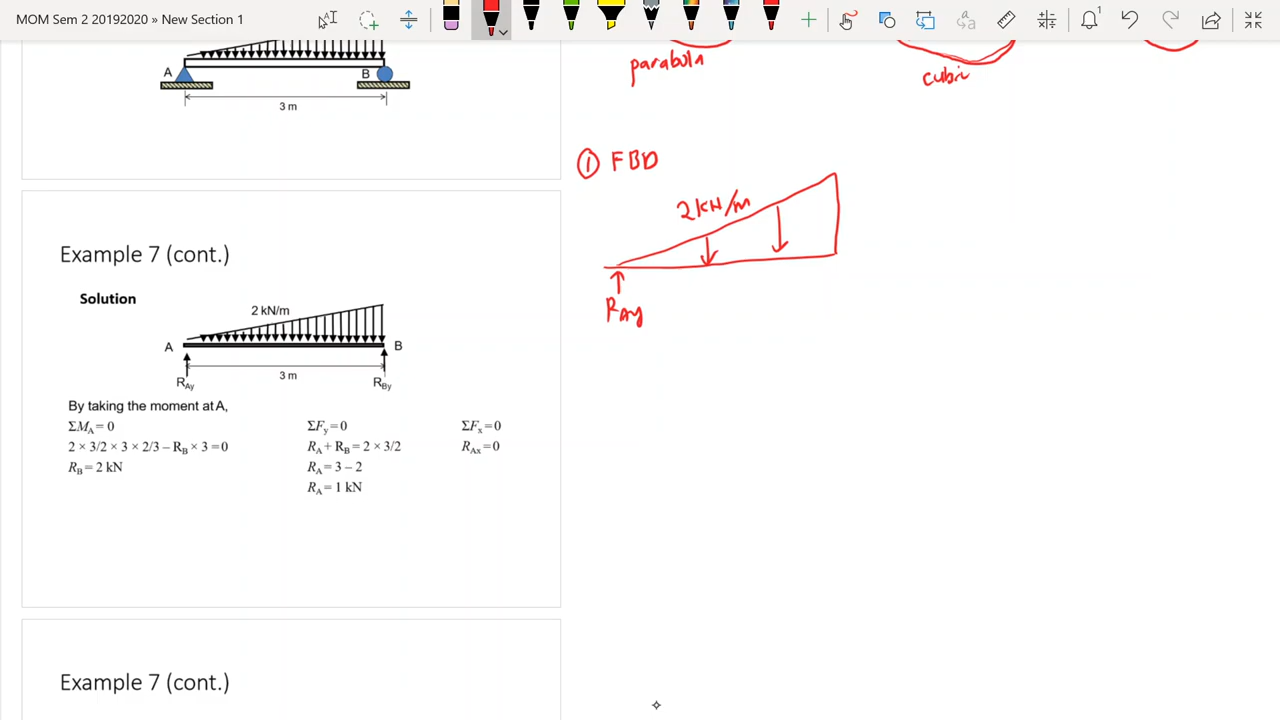 MOM Sem 2 20192020 » New Section 1
A
B
3 m
parabola
cubic
① FBD
2 kN/m
RAy
Example 7 (cont.)
Solution
2 kN/m
A
B
3 m
RAy
RBy
By taking the moment at A,
ΣMA = 0
2 × 3/2 × 3 × 2/3 – RB × 3 =0
RB = 2 kN
ΣFy =0
RA + RB = 2 × 3/2
RA = 3 – 2
RA = 1 kN
ΣFx =0
RAx =0
Example 7 (cont.)